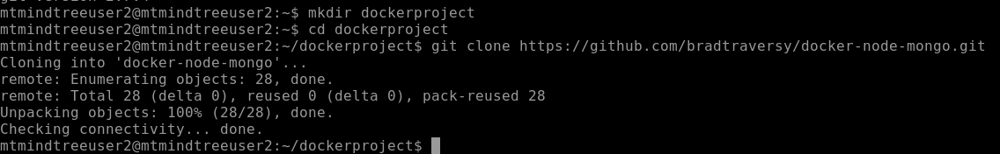 mtmindtreeuser2@mtmindtreeuser2:~$ mkdir dockerproject
mtmindtreeuser2@mtmindtreeuser2:~$ cd dockerproject
mtmindtreeuser2@mtmindtreeuser2:~/dockerproject$ git clone https://github.com/bradtraversy/docker-node-mongo.git
Cloning into 'docker-node-mongo'...
remote: Enumerating objects: 28, done.
remote: Total 28 (delta 0), reused 0 (delta 0), pack-reused 28
Unpacking objects: 100% (28/28), done.
Checking connectivity... done.
mtmindtreeuser2@mtmindtreeuser2:~/dockerproject$